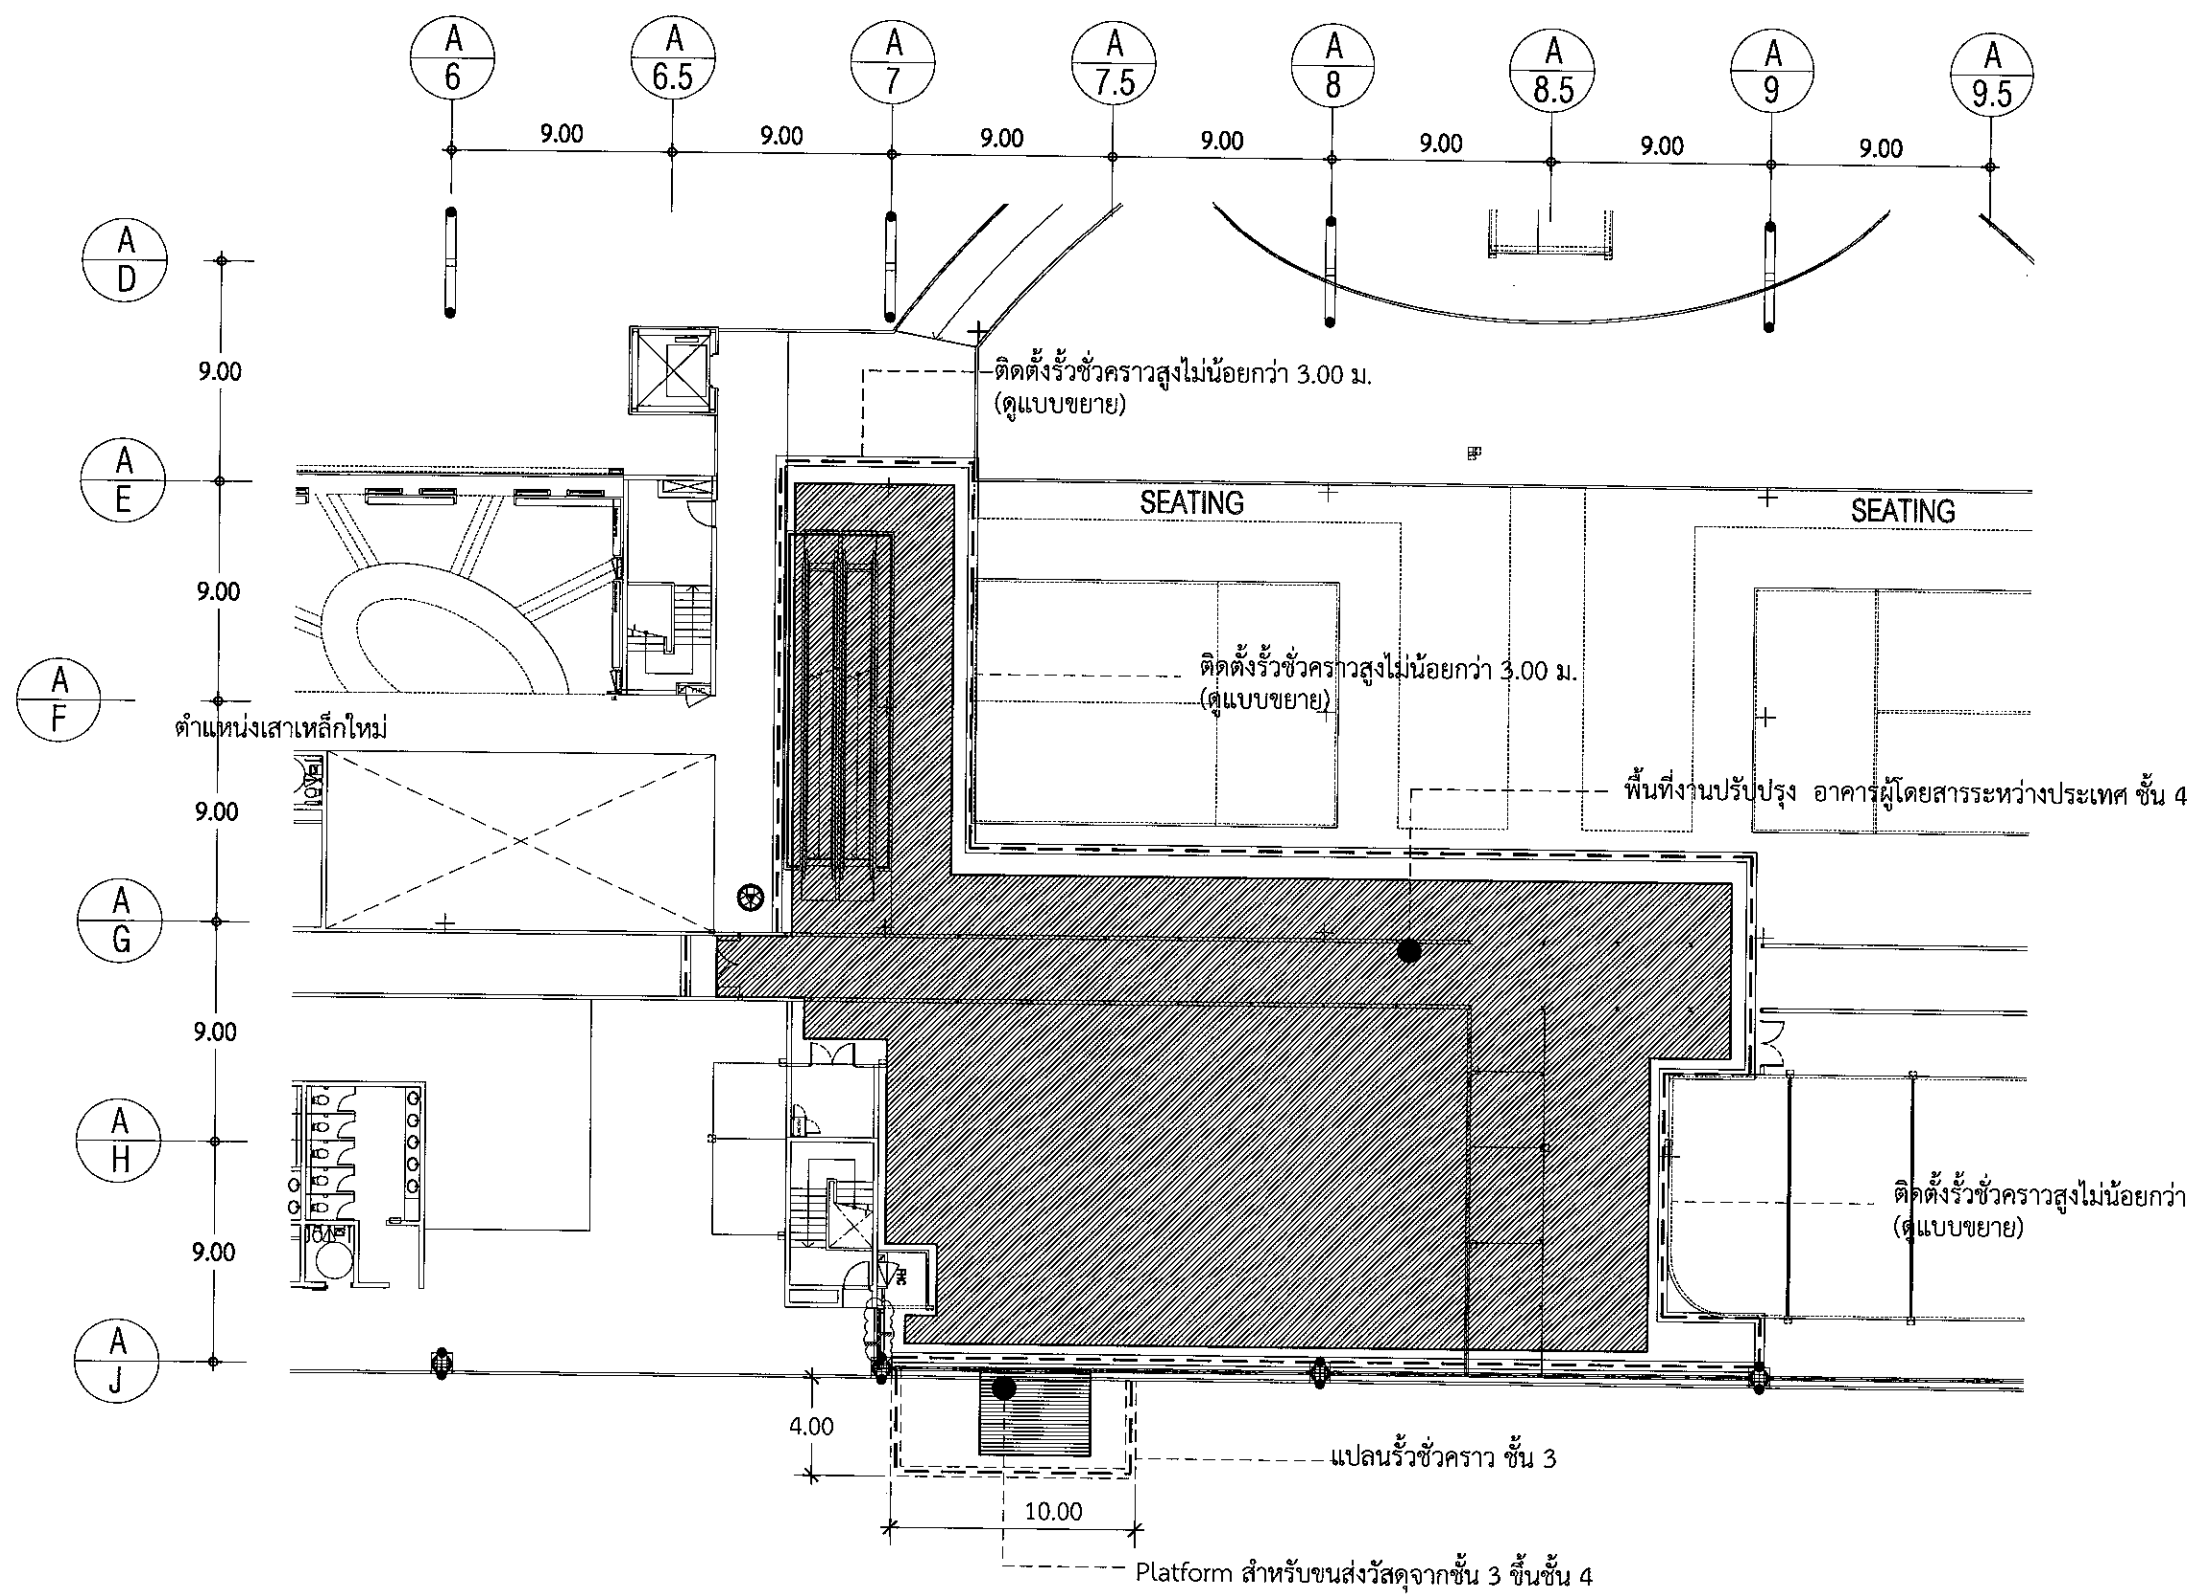 A
6
A
6.5
A
7
A
7.5
A
8
A
8.5
A
9
A
9.5
9.00
9.00
9.00
9.00
9.00
9.00
9.00
A
D
9.00
ติดตั้งรั้วชั่วคราวสูงไม่น้อยกว่า 3.00 ม.
(ดูแบบขยาย)
A
E
SEATING
SEATING
9.00
ติดตั้งรั้วชั่วคราวสูงไม่น้อยกว่า 3.00 ม.
(ดูแบบขยาย)
A
F
ตำแหน่งเสาเหล็กใหม่
พื้นที่งานปรับปรุง อาคารผู้โดยสารระหว่างประเทศ ชั้น 4
9.00
A
G
9.00
A
H
ติดตั้งรั้วชั่วคราวสูงไม่น้อยกว่า
(ดูแบบขยาย)
9.00
FHC
A
J
4.00
แปลนรั้วชั่วคราว ชั้น 3
10.00
Platform สำหรับขนส่งวัสดุจากชั้น 3 ขึ้นชั้น 4